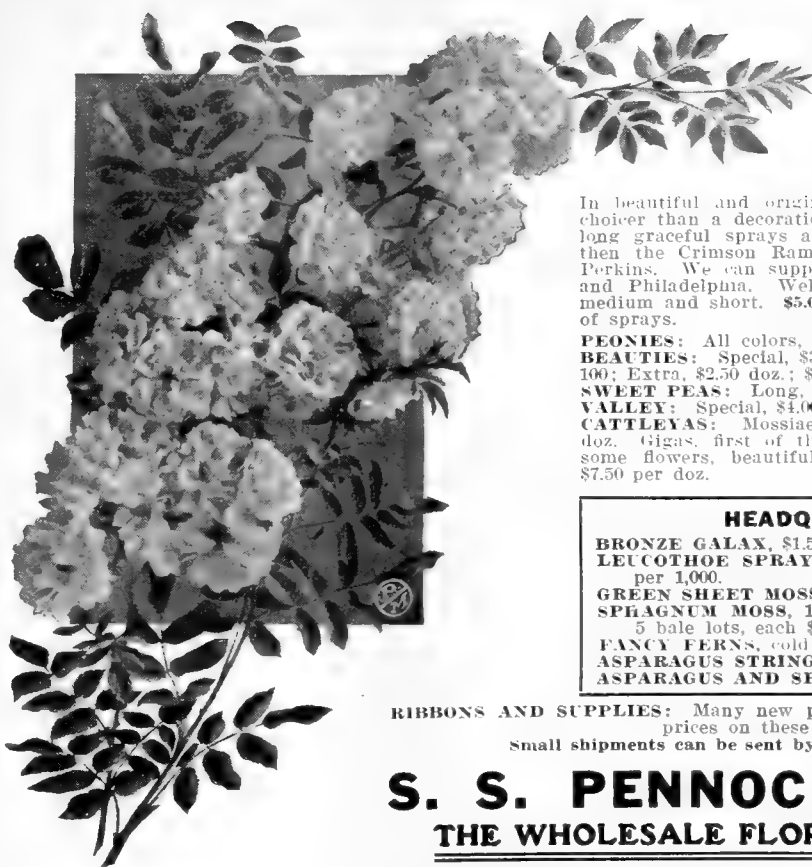 In beautiful and origin
choicer than a decoratio
long graceful sprays a
then the Crimson Ram
Perkins. We can supp
and Philadelphia. Wel
medium and short. $5.0
of sprays.
PEONIES: All colors,
BEAUTIES: Special, $3
100; Extra, $2.50 doz.; $
SWEET PEAS: Long,
VALLEY: Special, $4.00
CATTLEYAS: Mossiae
doz. Gigas, first of th
some flowers, beautiful
$7.50 per doz.
HEADQ
BRONZE GALAX, $1.5
LEUCOTHOE SPRAY
per 1,000.
GREEN SHEET MOSS
SPHAGNUM MOSS, 1
5 bale lots, each $
FANCY FERNS, cold
ASPARAGUS STRING
ASPARAGUS AND SP
RIBBONS AND SUPPLIES: Many new p
prices on these
Small shipments can be sent by
S. S. PENNOC
THE WHOLESALE FLOR